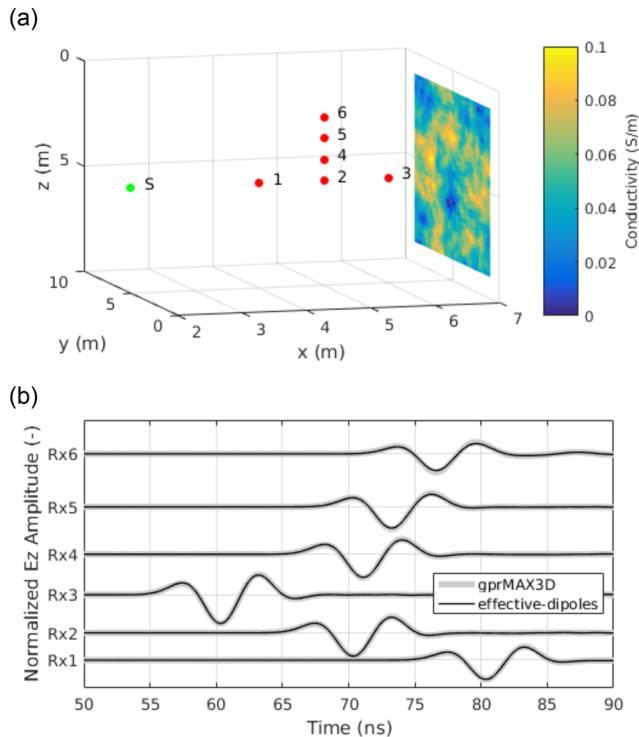 (a)
0
5
10
z (m)
S
1
2
3
4
5
6
10
5
0
y (m)
2
3
4
5
6
7
x (m)
0.1
0.08
0.06
0.04
0.02
0
Conductivity (S/m)
(b)
Normalized Ez Amplitude (-)
Rx6
Rx5
Rx4
Rx3
Rx2
Rx1
gprMAX3D
effective-dipoles
50 55 60 65 70 75 80 85 90
Time (ns)